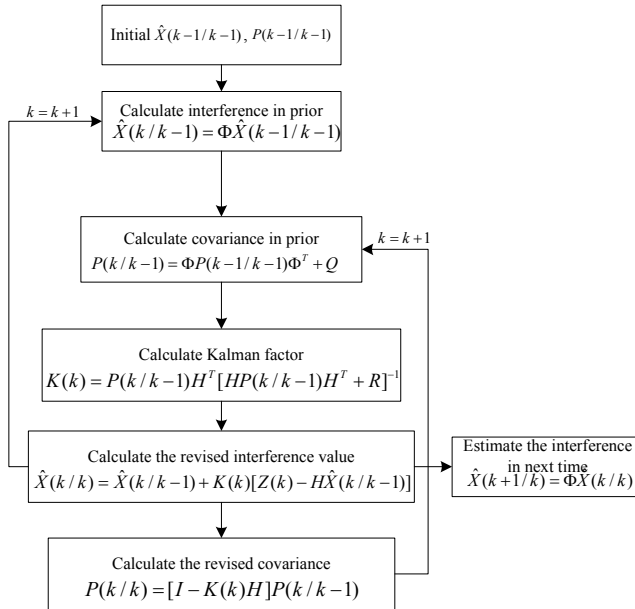 Initial X̂(k−1/k−1), P(k−1/k−1)
k = k+1
Calculate interference in prior
X̂(k/k−1) = ΦX̂(k−1/k−1)
Calculate covariance in prior
k = k+1
P(k/k−1) = ΦP(k−1/k−1)Φ^T + Q
Calculate Kalman factor
K(k) = P(k/k−1)H^T[HP(k/k−1)H^T + R]^−1
Calculate the revised interference value
X̂(k/k) = X̂(k/k−1) + K(k)[Z(k) − HX̂(k/k−1)]
Estimate the interference
in next time
X̂(k+1/k) = ΦX̂(k/k)
Calculate the revised covariance
P(k/k) = [I − K(k)H]P(k/k−1)